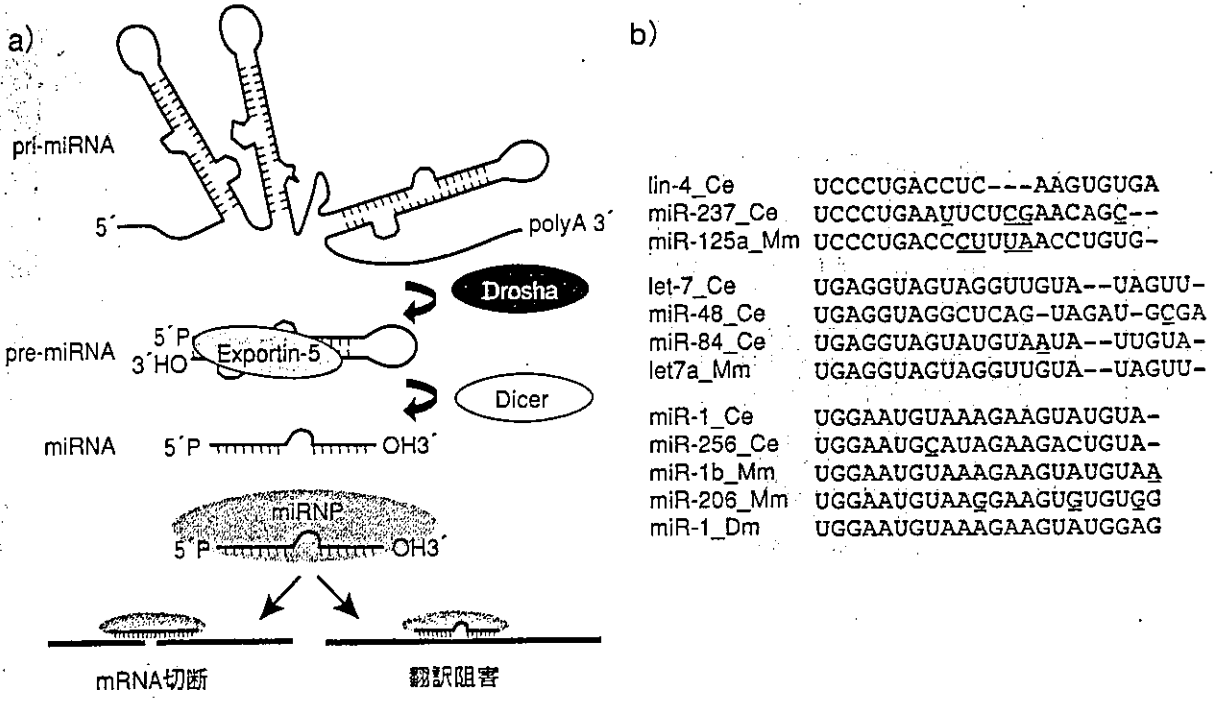 a)
pri-miRNA
5´
polyA 3´
Drosha
5´P
pre-miRNA
Exportin-5
3´HO
Dicer
miRNA
5´P
OH3´
miRNP
5´P
OH3´
mRNA切断
翻訳阻害
b)
lin-4_Ce UCCCUGACCUC---AAGUGUGA
miR-237_Ce UCCCUGAAUUCUCGAACAGC--
miR-125a_Mm UCCCUGACCCUUUAACCUGUG-
let-7_Ce UGAGGUAGUAGGUUGUA--UAGUU-
miR-48_Ce UGAGGUAGGCUCAG-UAGAU-GCGA
miR-84_Ce UGAGGUAGUAUGUAAUA--UUGUA-
let7a_Mm UGAGGUAGUAGGUUGUA--UAGUU-
miR-1_Ce UGGAAUGUAAAGAAGUAUGUA-
miR-256_Ce UGGAAUGCAUAGAAGACUGUA-
miR-1b_Mm UGGAAUGUAAAGAAGUAUGUAA
miR-206_Mm UGGAAUGUAAGGAAGUGUGUGG
miR-1_Dm UGGAAUGUAAAGAAGUAUGGAG